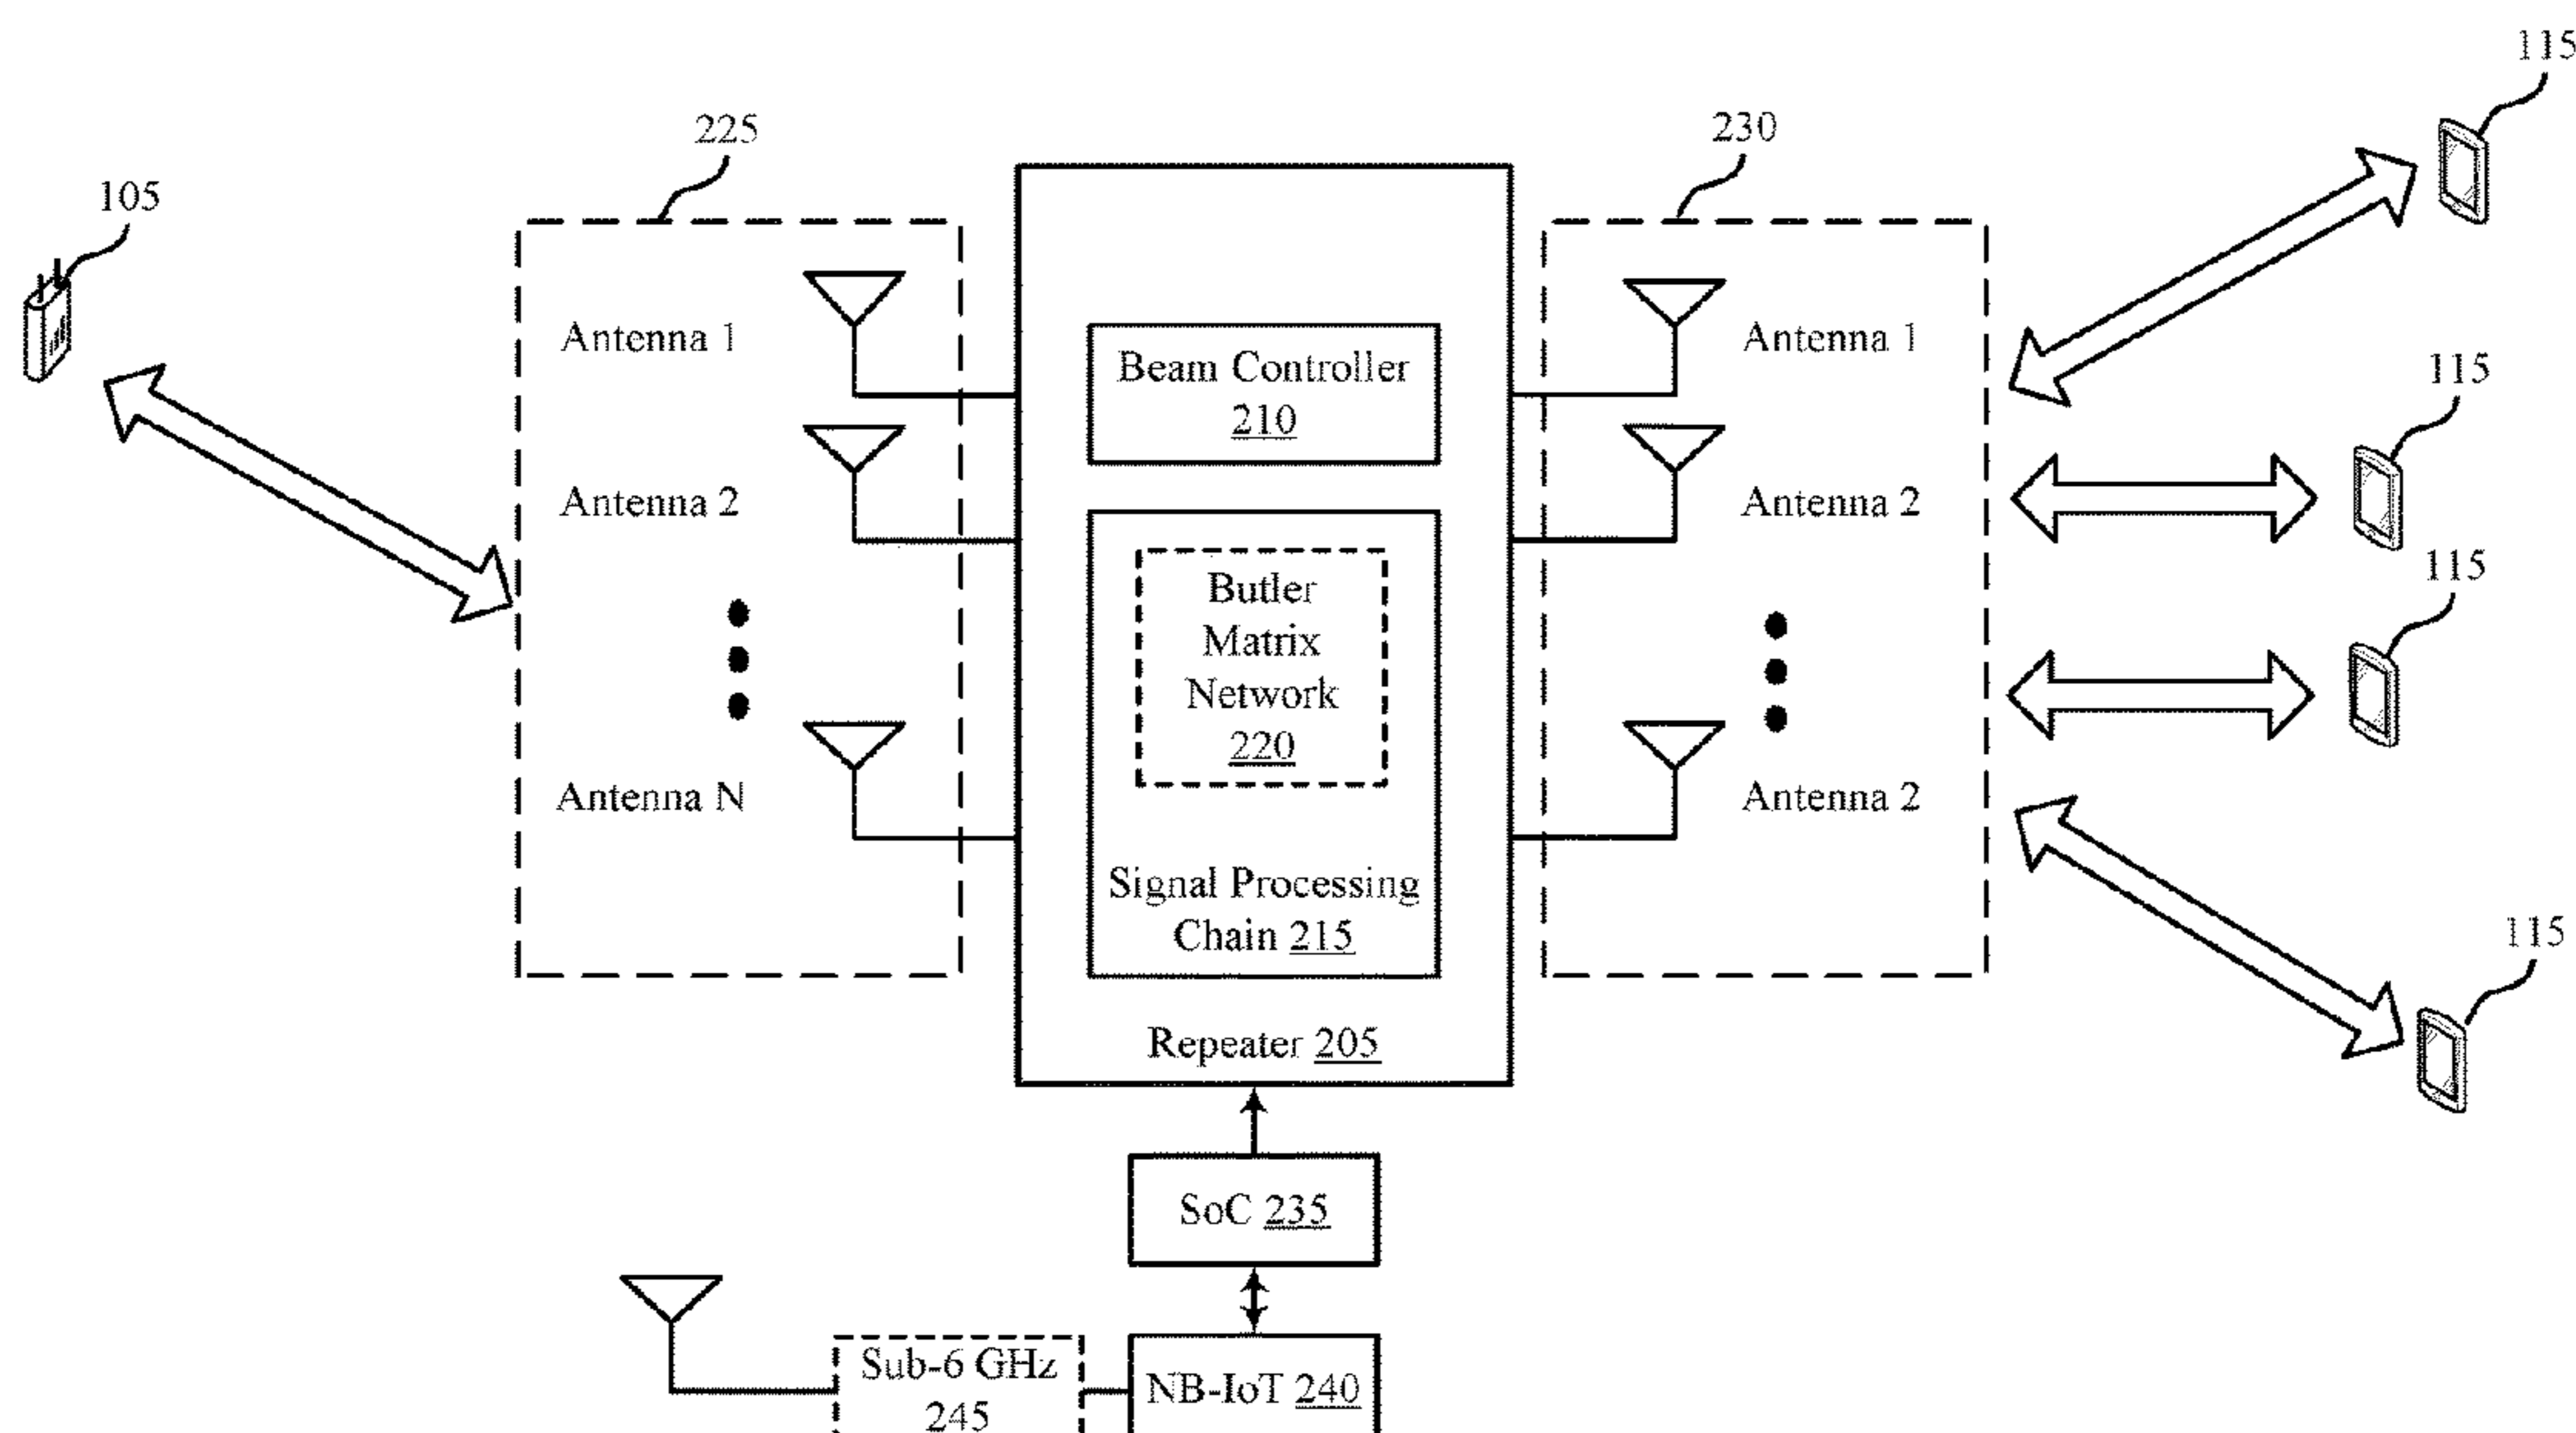 115
225
230
105
Antenna 1
Beam Controller
210
Antenna 1
115
Antenna 2
Antenna 2
Butler
Matrix
Network
220
115
Antenna N
Antenna 2
Signal Processing
Chain 215
115
Repeater 205
SoC 235
Sub-6 GHz
245
NB-IoT 240